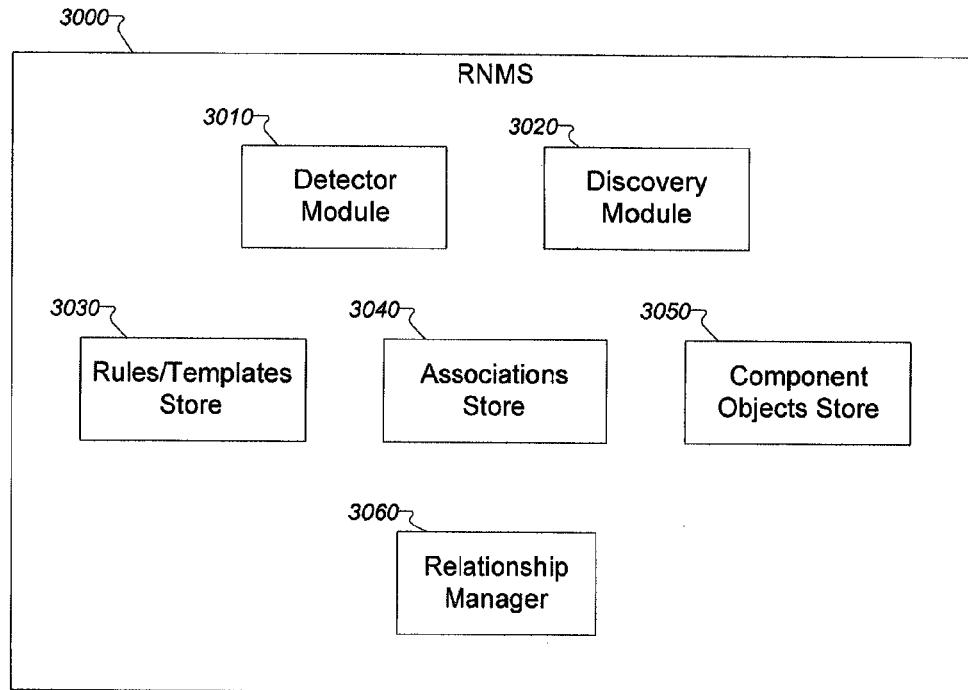 3000
RNMS
3010
Detector
Module
3020
Discovery
Module
3030
Rules/Templates
Store
3040
Associations
Store
3050
Component
Objects Store
3060
Relationship
Manager